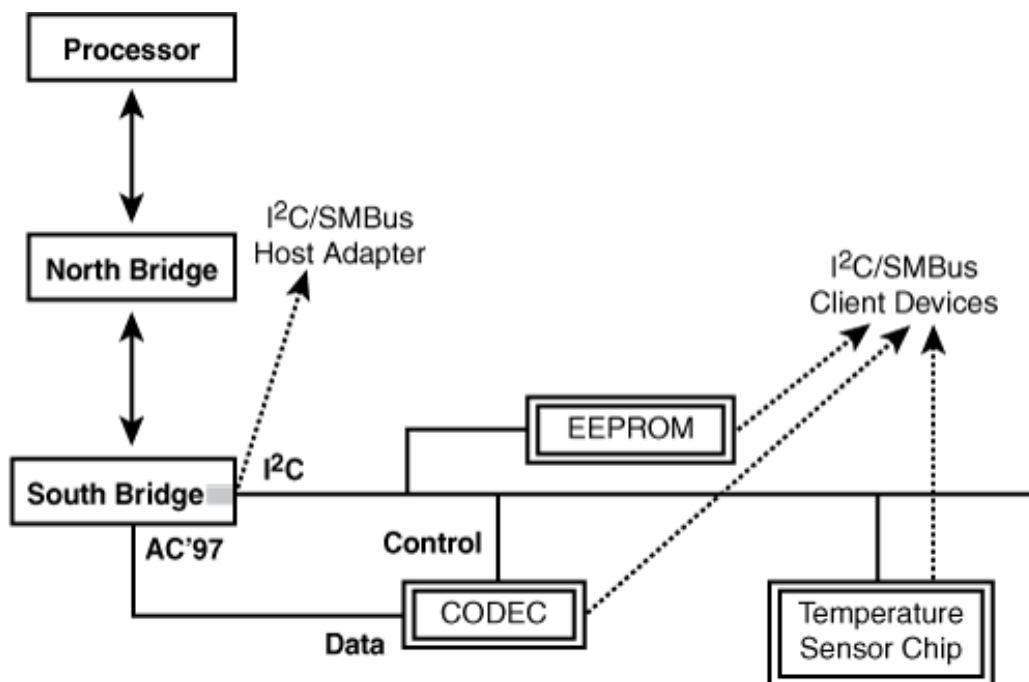 Processor
I²C/SMBus
Host Adapter
North Bridge
I²C/SMBus
Client Devices
EEPROM
I²C
South Bridge
AC'97
Control
CODEC
Data
Temperature
Sensor Chip